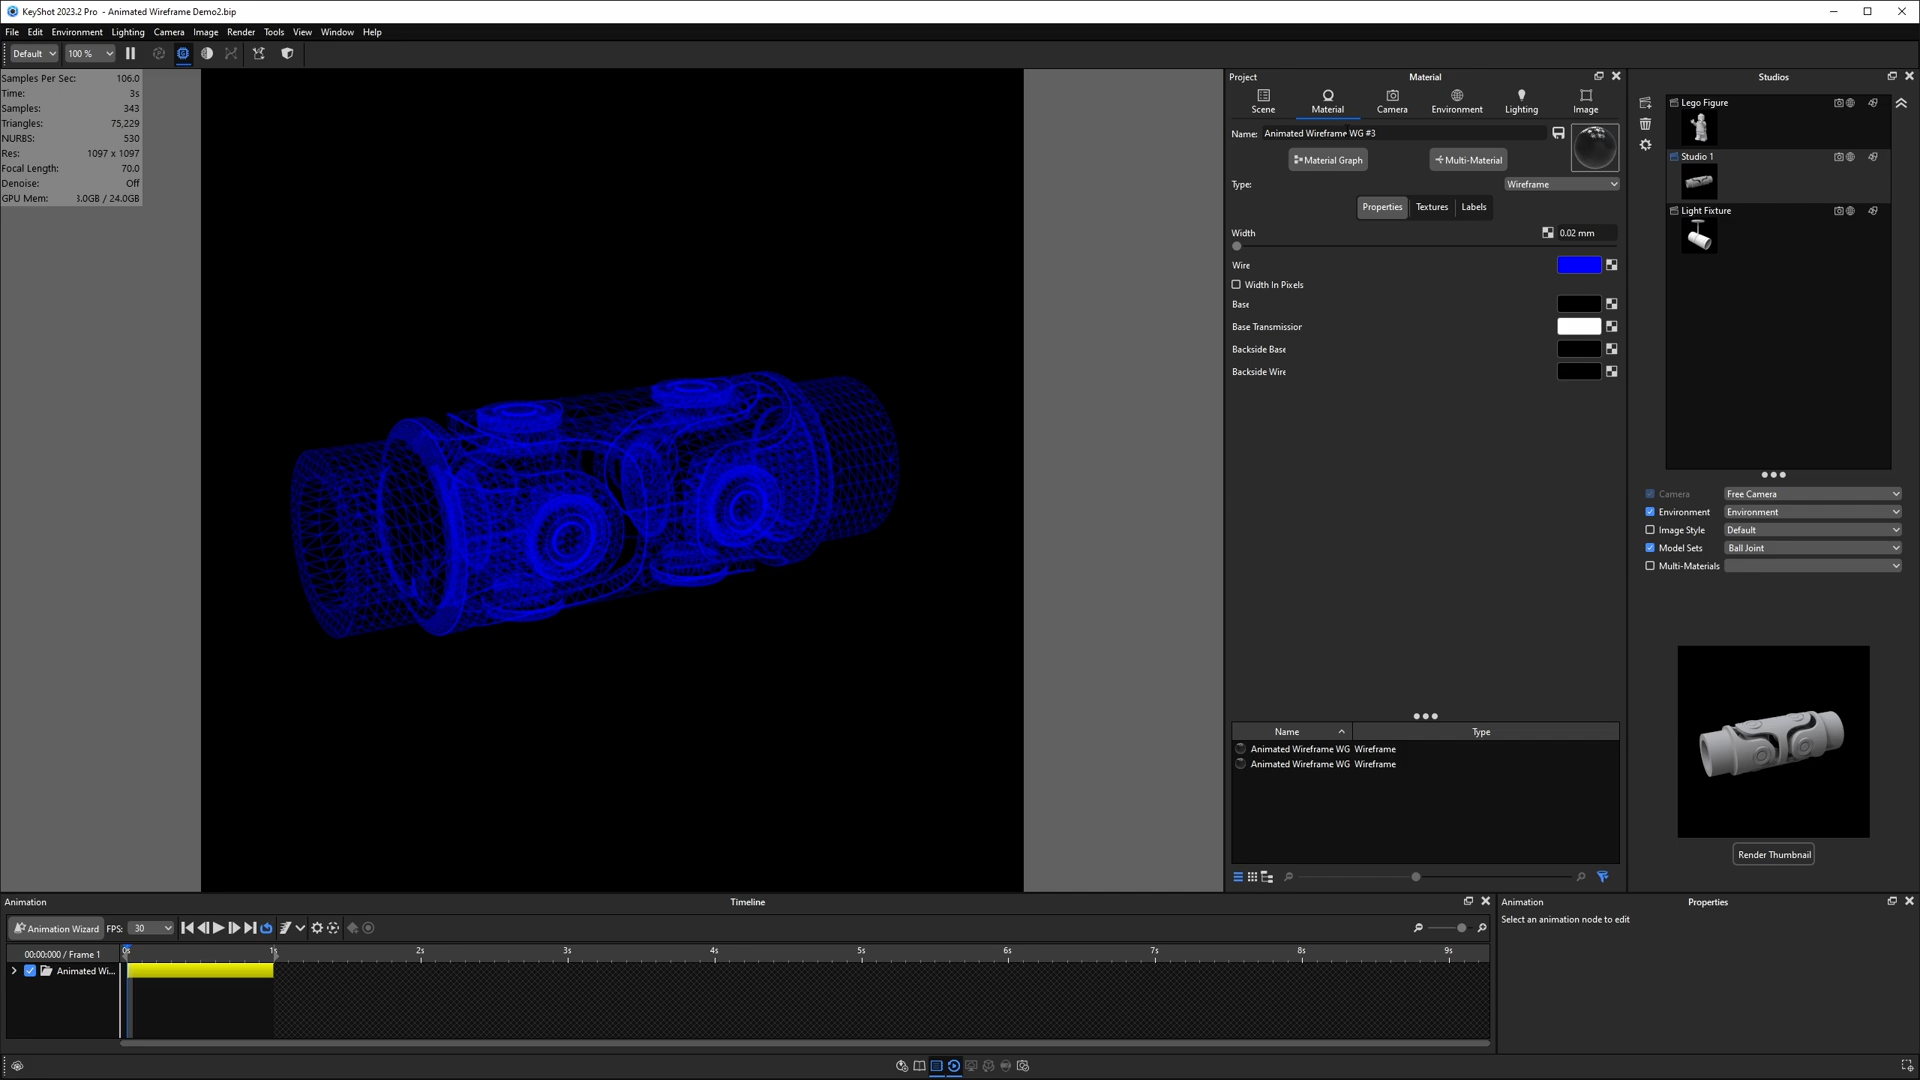 KeyShot 2023.2 Pro - Animated Wireframe Demo2.bip
File Edit Environment Lighting Camera Image Render Tools View Window Help
Default 100 %
Samples Per Sec: 106.0
Time: 3s
Samples: 343
Triangles: 75,229
NURBS: 530
Res: 1097 x 1097
Focal Length: 70.0
Denoise: Off
GPU Mem: 3.0GB / 24.0GB
Project Material
Scene Material Camera Environment Lighting Image
Name: Animated Wireframe WG #3
Material Graph Multi-Material
Type: Wireframe
Properties Textures Labels
Width 0.02 mm
Wire
Width In Pixels
Base
Base Transmission
Backside Base
Backside Wire
Name Type
Animated Wireframe WG Wireframe
Animated Wireframe WG Wireframe
Studios
Lego Figure
Studio 1
Light Fixture
Camera Free Camera
Environment Environment
Image Style Default
Model Sets Ball Joint
Multi-Materials
Render Thumbnail
Animation Timeline
Animation Wizard FPS: 30
00:00:000 / Frame 1 0s 1s 2s 3s 4s 5s 6s 7s 8s 9s
Animated Wi...
Animation Properties
Select an animation node to edit